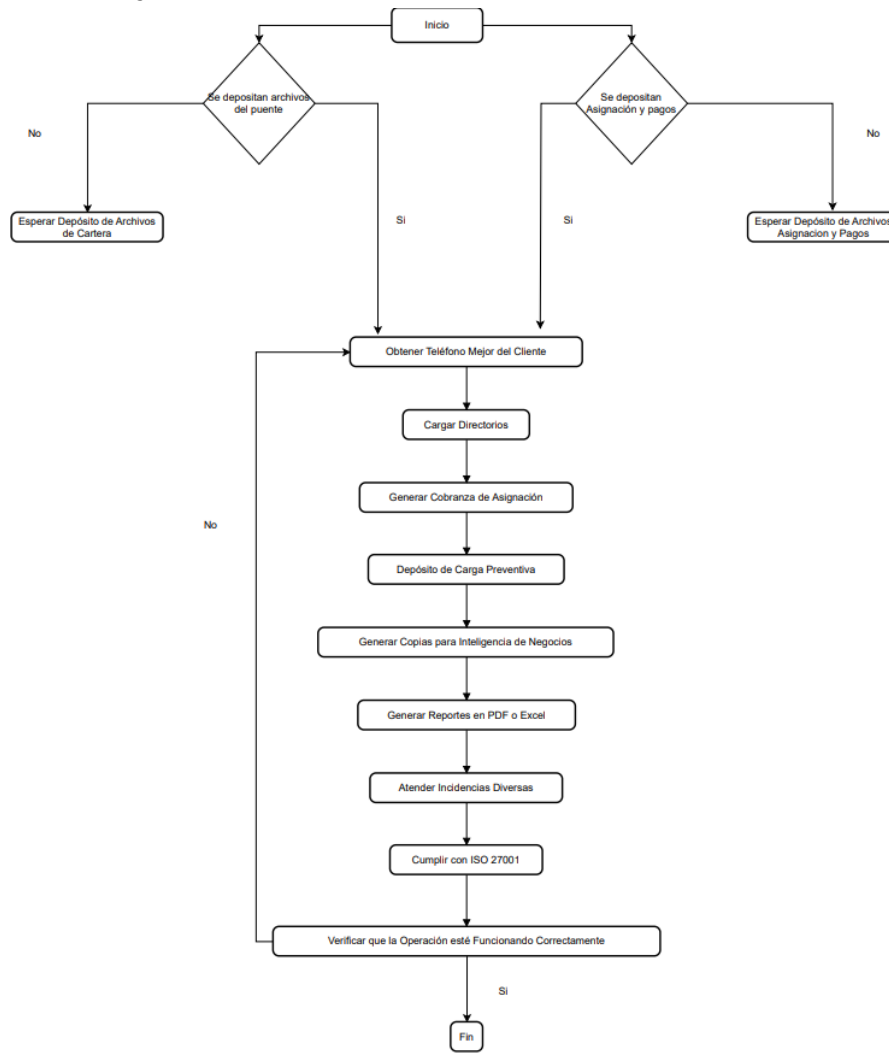 Inicio
Se depositan archivos
del puente
Se depositan
Asignación y pagos
No
No
Esperar Depósito de Archivos
de Cartera
Si
Si
Esperar Depósito de Archivos
Asignacion y Pagos
Obtener Teléfono Mejor del Cliente
Cargar Directorios
Generar Cobranza de Asignación
No
Depósito de Carga Preventiva
Generar Copias para Inteligencia de Negocios
Generar Reportes en PDF o Excel
Atender Incidencias Diversas
Cumplir con ISO 27001
Verificar que la Operación esté Funcionando Correctamente
Si
Fin